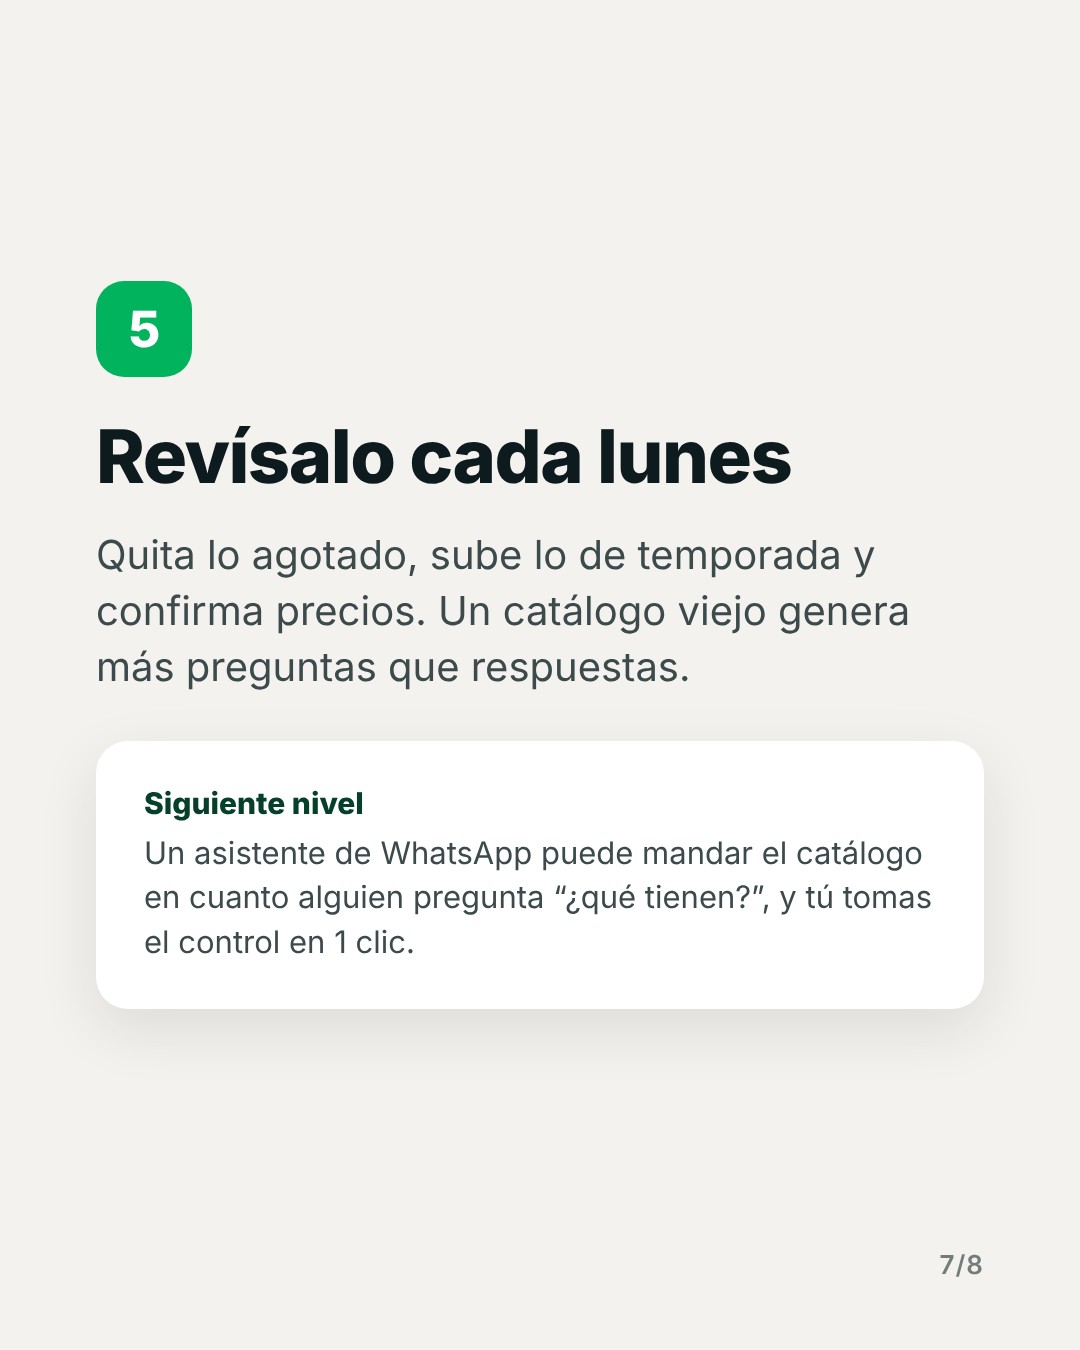 5
Revísalo cada lunes
Quita lo agotado, sube lo de temporada y
confirma precios. Un catálogo viejo genera
más preguntas que respuestas.
Siguiente nivel
Un asistente de WhatsApp puede mandar el catálogo
en cuanto alguien pregunta “¿qué tienen?”, y tú tomas
el control en 1 clic.
7/8